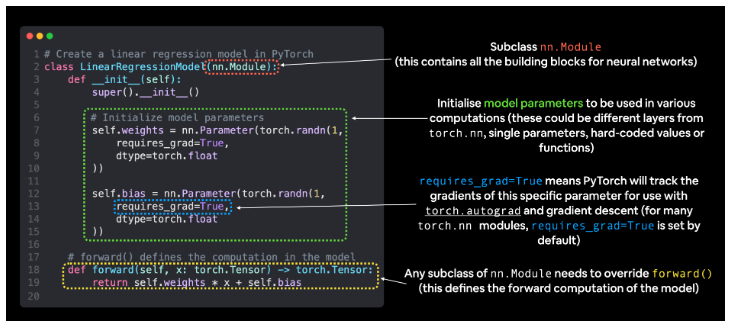 1 # Create a linear regression model in PyTorch
2 class LinearRegressionModel(nn.Module):
3 def __init__(self):
4 super().__init__()
5
6 # Initialize model parameters
7 self.weights = nn.Parameter(torch.randn(1,
8 requires_grad=True,
9 dtype=torch.float
10 ))
11
12 self.bias = nn.Parameter(torch.randn(1,
13 requires_grad=True,
14 dtype=torch.float
15 ))
16
17 # forward() defines the computation in the model
18 def forward(self, x: torch.Tensor) -> torch.Tensor:
19 return self.weights * x + self.bias
20
Subclass nn.Module
(this contains all the building blocks for neural networks)
Initialise model parameters to be used in various
computations (these could be different layers from
torch.nn, single parameters, hard-coded values or
functions)
requires_grad=True means PyTorch will track the
gradients of this specific parameter for use with
torch.autograd and gradient descent (for many
torch.nn modules, requires_grad=True is set by
default)
Any subclass of nn.Module needs to override forward()
(this defines the forward computation of the model)